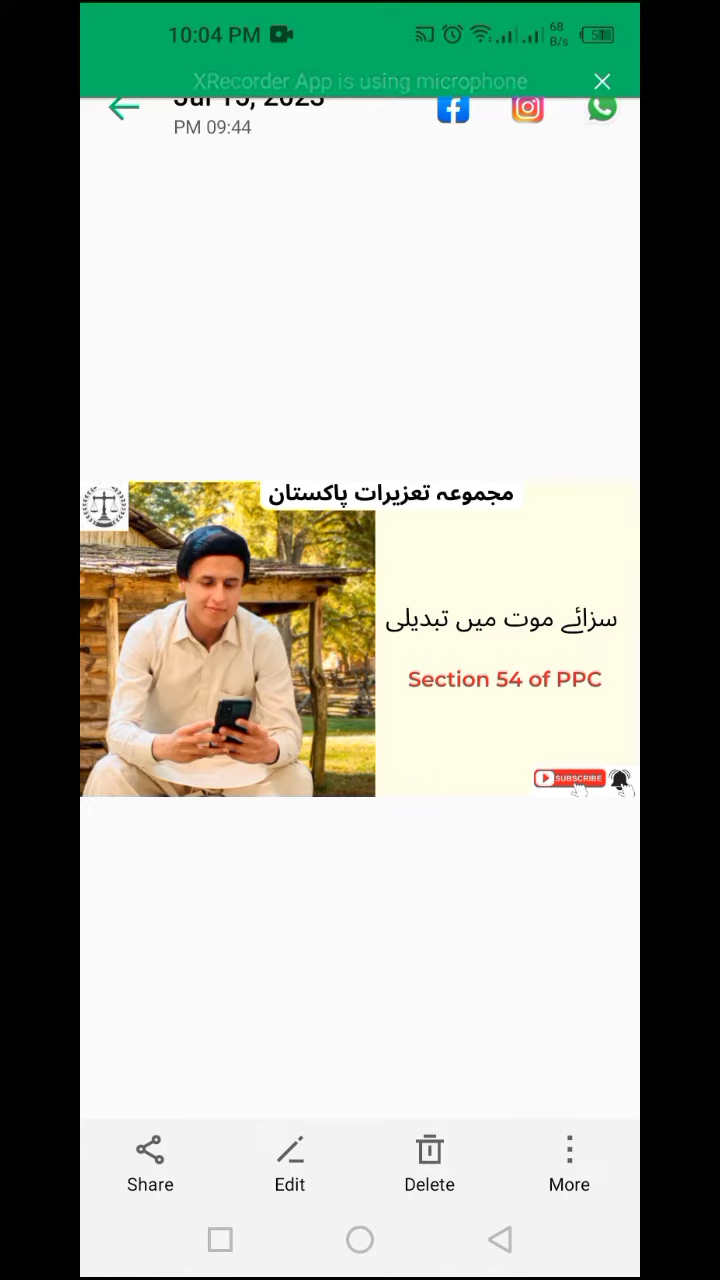 10:04 PM
68
B/s
XRecorder App is using microphone
PM 09:44
مجموعہ تعزیرات پاکستان
سزائے موت میں تبدیلی
Section 54 of PPC
SUBSCRIBE
Share
Edit
Delete
More